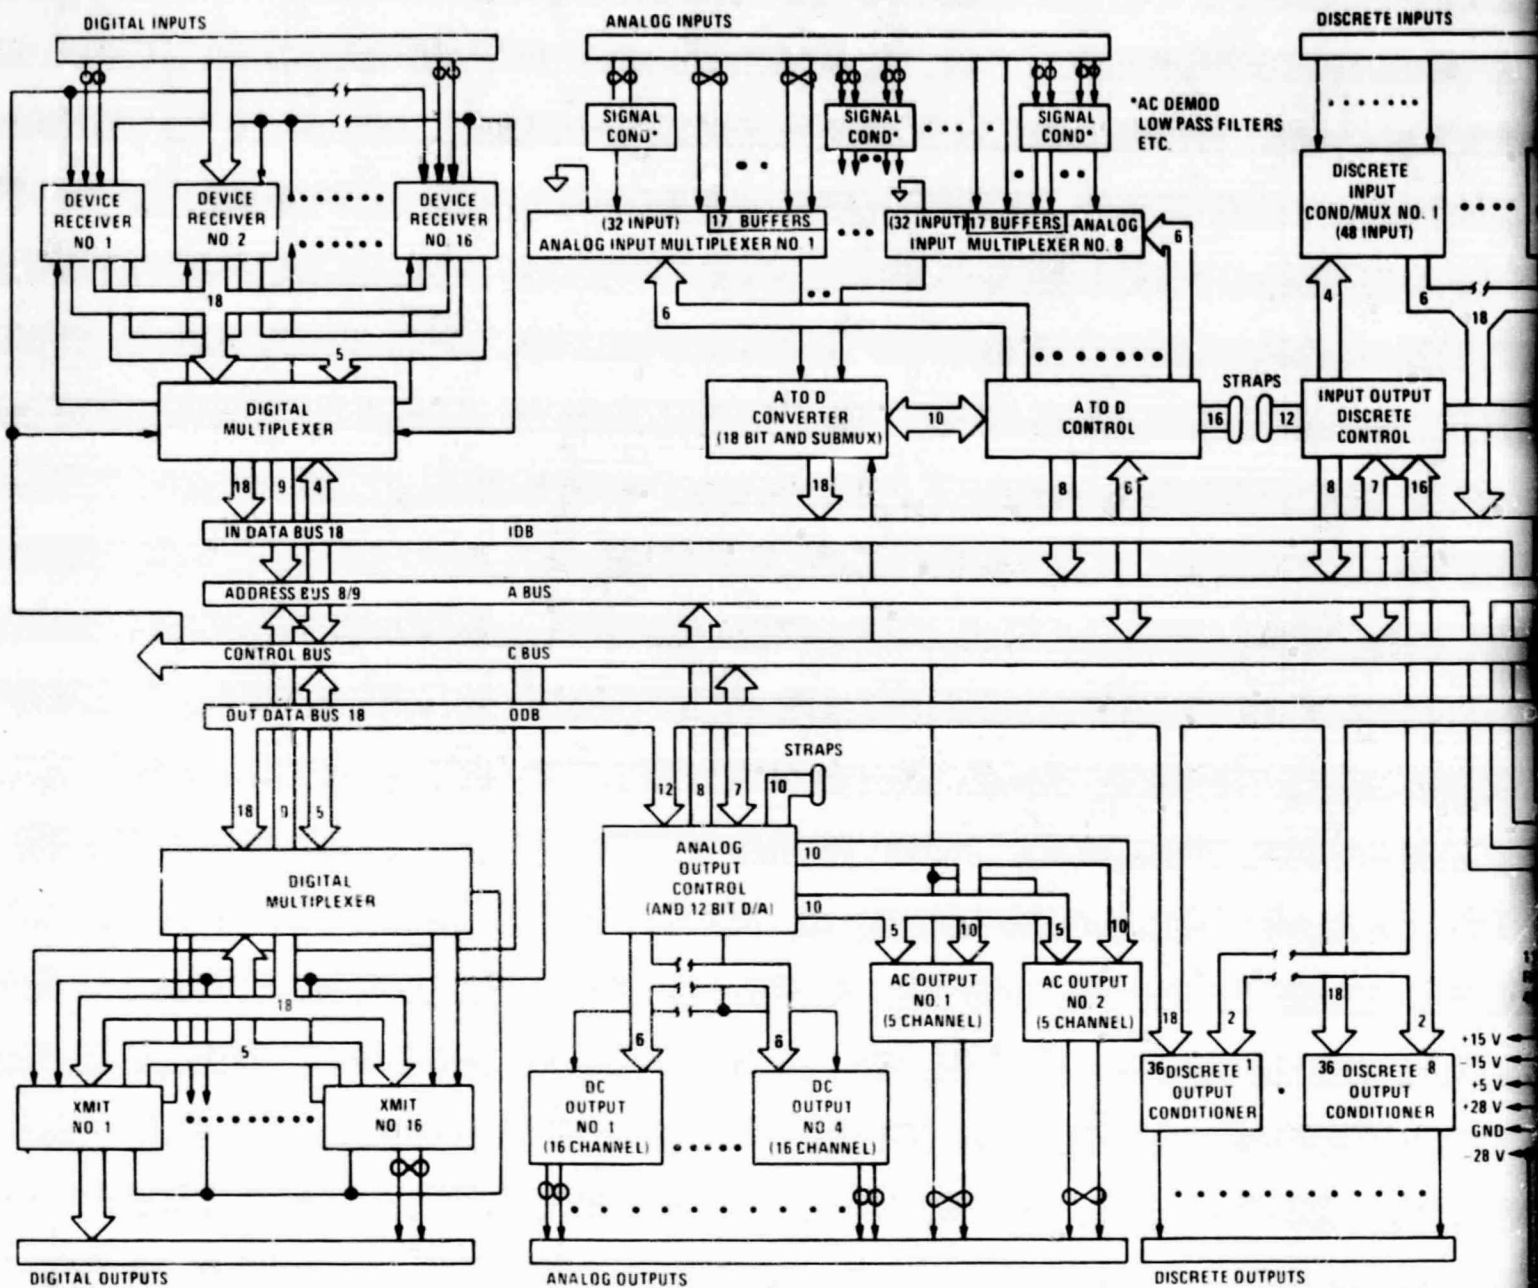 DIGITAL INPUTS
ANALOG INPUTS
DISCRETE INPUTS
SIGNAL
COND*
SIGNAL
COND*
SIGNAL
COND*
*AC DEMOD
LOW PASS FILTERS
ETC.
DEVICE
RECEIVER
NO. 1
DEVICE
RECEIVER
NO. 2
DEVICE
RECEIVER
NO. 16
(32 INPUT)
17 BUFFERS
ANALOG INPUT MULTIPLEXER NO. 1
(32 INPUT)
17 BUFFERS
ANALOG
INPUT MULTIPLEXER NO. 8
6
DISCRETE
INPUT
COND/MUX NO. 1
(48 INPUT)
18
6
4
6
18
5
DIGITAL
MULTIPLEXER
A TO D
CONVERTER
(18 BIT AND SUBMUX)
10
A TO D
CONTROL
STRAPS
16
12
INPUT OUTPUT
DISCRETE
CONTROL
18
9
4
18
8
6
8
7
16
IN DATA BUS 18
IDB
ADDRESS BUS 8/9
A BUS
CONTROL BUS
C BUS
OUT DATA BUS 18
ODB
STRAPS
18
9
5
12
8
7
10
DIGITAL
MULTIPLEXER
ANALOG
OUTPUT
CONTROL
(AND 12 BIT D/A)
10
10
5
10
5
10
AC OUTPUT
NO. 1
(5 CHANNEL)
AC OUTPUT
NO. 2
(5 CHANNEL)
18
5
6
8
18
2
18
2
+15 V
-15 V
+5 V
+28 V
GND
-28 V
XMIT
NO. 1
XMIT
NO. 16
DC
OUTPUT
NO. 1
(16 CHANNEL)
DC
OUTPUT
NO 4
(16 CHANNEL)
36 DISCRETE 1
OUTPUT
CONDITIONER
36 DISCRETE 8
OUTPUT
CONDITIONER
DIGITAL OUTPUTS
ANALOG OUTPUTS
DISCRETE OUTPUTS